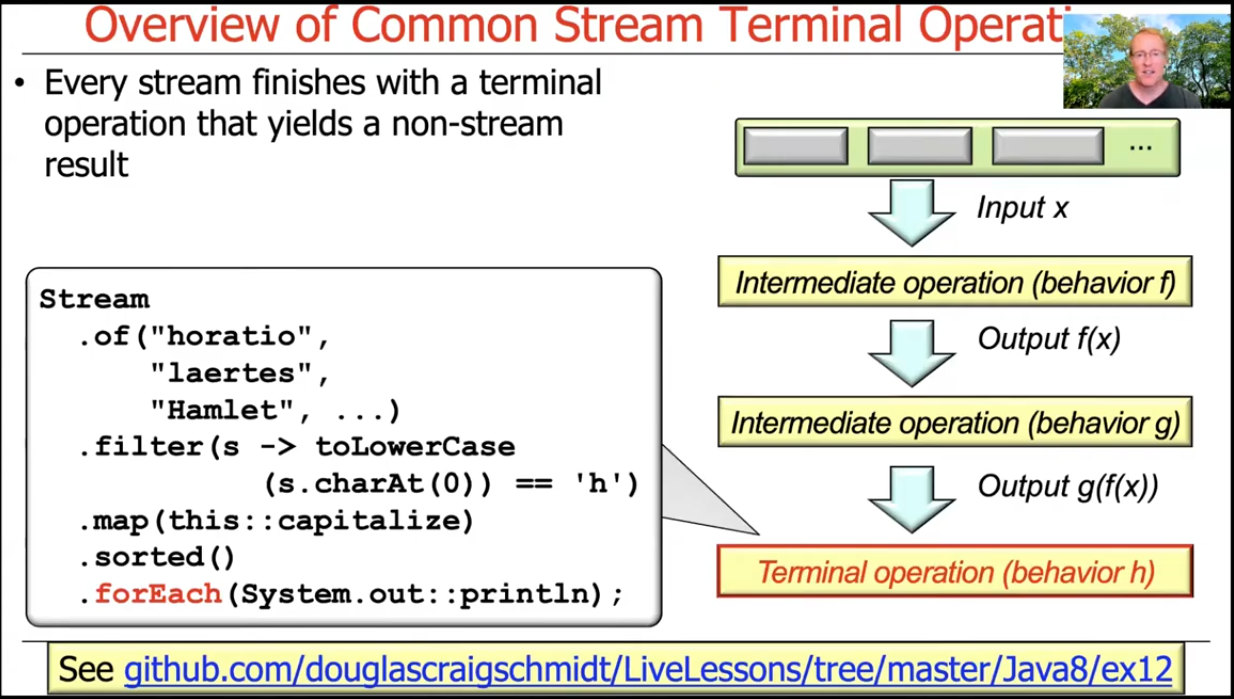 Overview of Common Stream Terminal Operati
• Every stream finishes with a terminal
operation that yields a non-stream
result
...
Input x
Intermediate operation (behavior f)
Output f(x)
Intermediate operation (behavior g)
Output g(f(x))
Terminal operation (behavior h)
Stream
.of("horatio",
"laertes",
"Hamlet", ...)
.filter(s -> toLowerCase
(s.charAt(0)) == 'h')
.map(this::capitalize)
.sorted()
.forEach(System.out::println);
See github.com/douglascraigschmidt/LiveLessons/tree/master/Java8/ex12